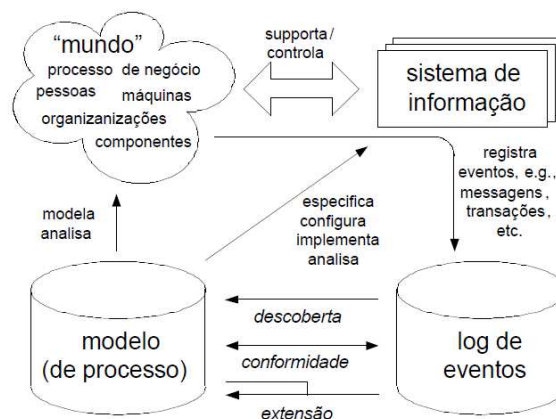 “mundo”
processo de negócio
pessoas
máquinas
organizanizações
componentes
supporta/
controla
sistema de
informação
registra
eventos, e.g.,
messagens,
transações,
etc.
modela
analisa
especifica
configura
implementa
analisa
modelo
(de processo)
descoberta
conformidade
extensão
log de
eventos